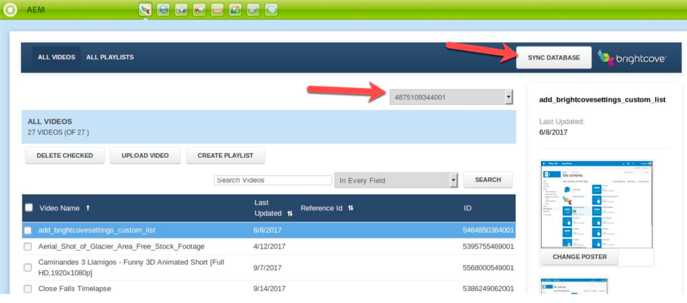 AEM
ALL VIDEOS ALL PLAYLISTS
SYNC DATABASE
brightcove
4875109344001
add_brightcovesettings_custom_list
Last Updated:
6/8/2017
ALL VIDEOS
27 VIDEOS (OF 27 )
DELETE CHECKED UPLOAD VIDEO CREATE PLAYLIST
Search Videos In Every Field SEARCH
Video Name Last Updated Reference Id ID
add_brightcovesettings_custom_list 6/8/2017 5464850364001
Aerial_Shot_of_Glacier_Area_Free_Stock_Footage 4/12/2017 5395755469001
Caminandes 3 Llamigos - Funny 3D Animated Short [Full
HD,1920x1080p] 9/7/2017 5568000549001
Close Falls Timelapse 9/14/2017 5386249062001
CHANGE POSTER